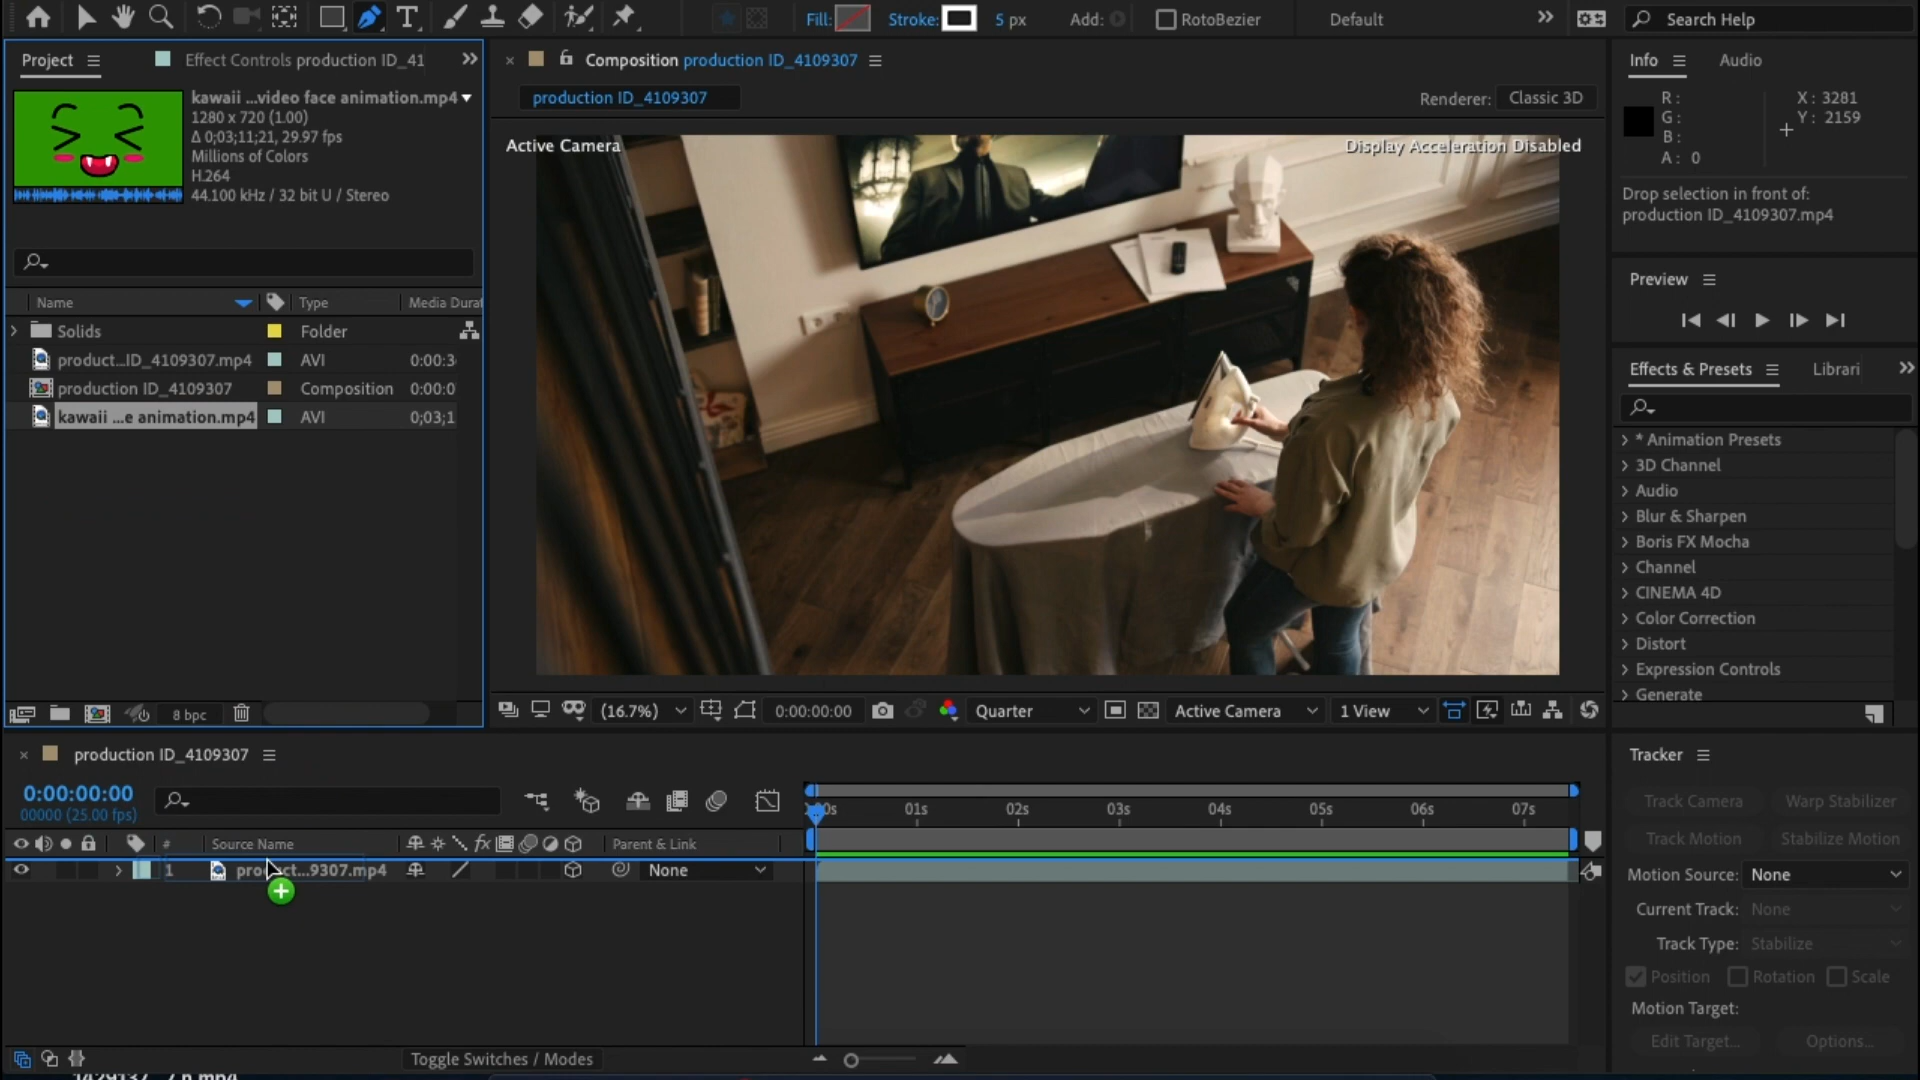 Fill:
Stroke:
5 px
Add:
RotoBezier
Default
Search Help
Project
Effect Controls production ID_41
kawaii ...video face animation.mp4
1280 x 720 (1.00)
Δ 0;03;11;21, 29.97 fps
Millions of Colors
H.264
44.100 kHz / 32 bit U / Stereo
Name
Type
Media Durat
Solids
Folder
product...ID_4109307.mp4
AVI
0:00:3
production ID_4109307
Composition
0:00:0
kawaii ...e animation.mp4
AVI
0;03;1
8 bpc
Composition production ID_4109307
production ID_4109307
Renderer:
Classic 3D
Active Camera
Display Acceleration Disabled
(16.7%)
0:00:00:00
Quarter
Active Camera
1 View
Info
Audio
R :
G :
B :
A : 0
X : 3281
Y : 2159
Drop selection in front of:
production ID_4109307.mp4
Preview
Effects & Presets
Librari
* Animation Presets
3D Channel
Audio
Blur & Sharpen
Boris FX Mocha
Channel
CINEMA 4D
Color Correction
Distort
Expression Controls
Generate
production ID_4109307
0:00:00:00
00000 (25.00 fps)
#
Source Name
fx
Parent & Link
1
product...9307.mp4
None
:00s
01s
02s
03s
04s
05s
06s
07s
Toggle Switches / Modes
Tracker
Track Camera
Warp Stabilizer
Track Motion
Stabilize Motion
Motion Source:
None
Current Track:
None
Track Type:
Stabilize
Position
Rotation
Scale
Motion Target:
Edit Target...
Options...